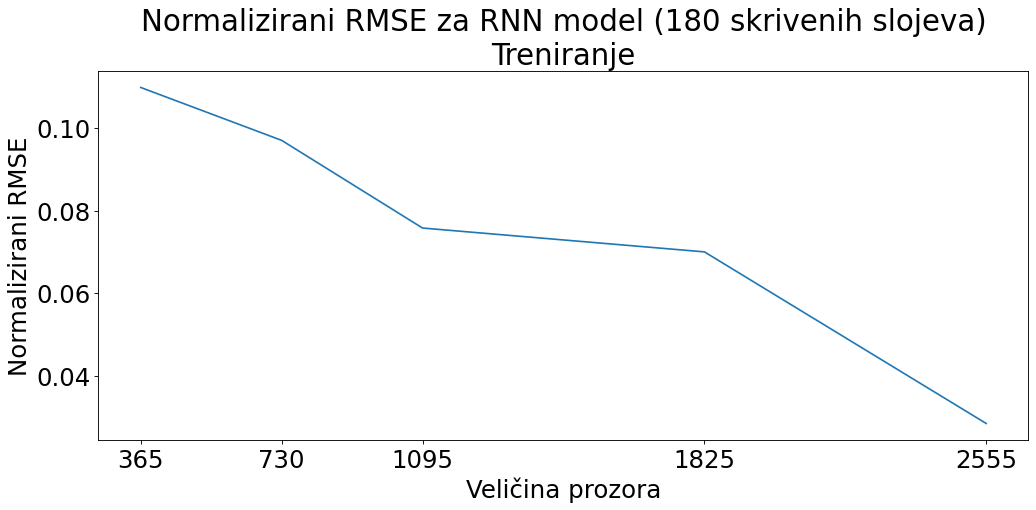 Normalizirani RMSE za RNN model (180 skrivenih slojeva)
Treniranje
Normalizirani RMSE
0.10
0.08
0.06
0.04
365 730 1095 1825 2555
Veličina prozora